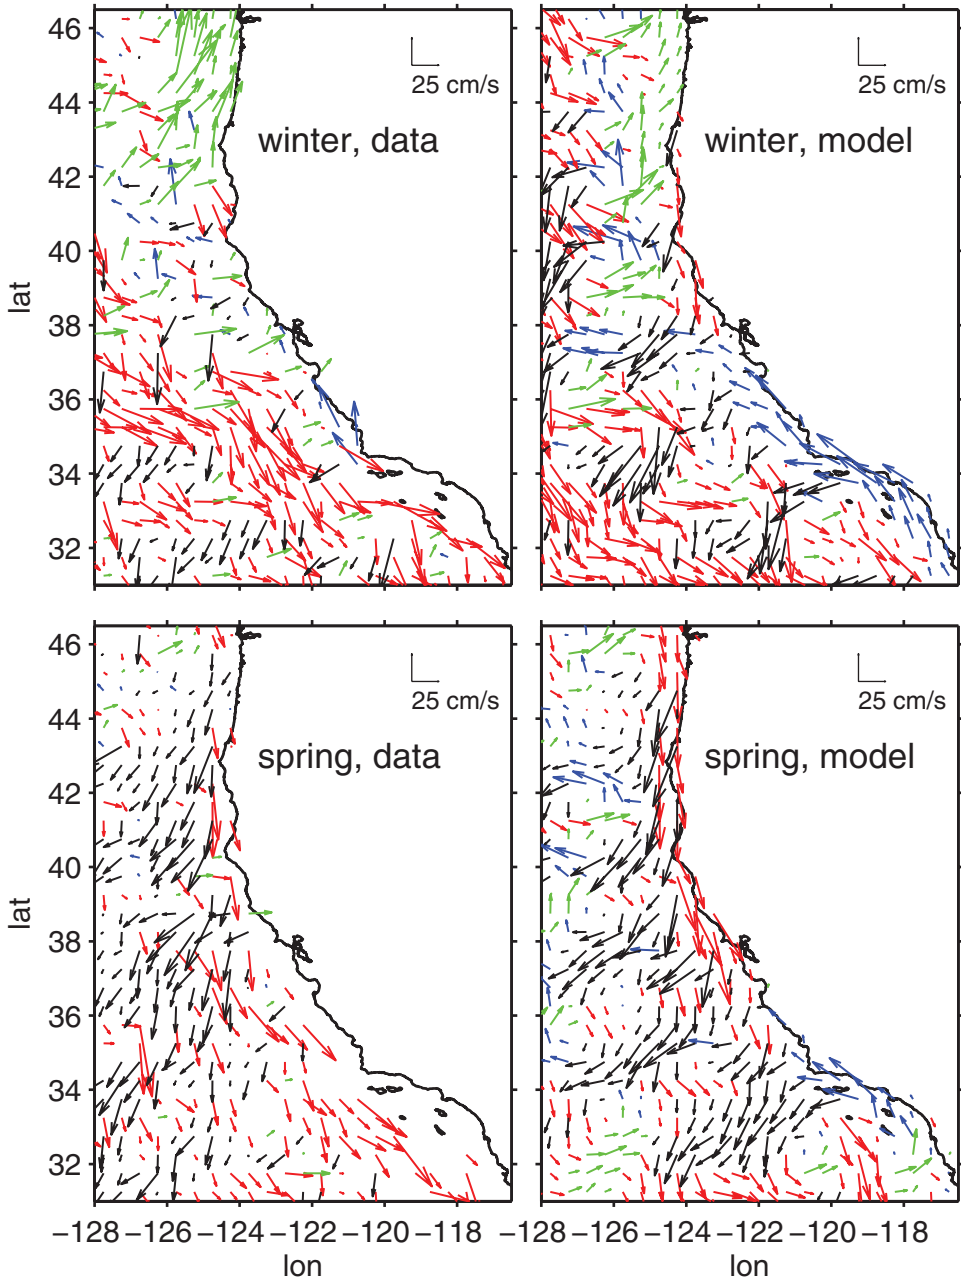 46
44
42
40
38
36
34
32
lat
25 cm/s
winter, data
25 cm/s
winter, model
46
44
42
40
38
36
34
32
lat
25 cm/s
spring, data
25 cm/s
spring, model
−128 −126 −124 −122 −120 −118
lon
−128 −126 −124 −122 −120 −118
lon